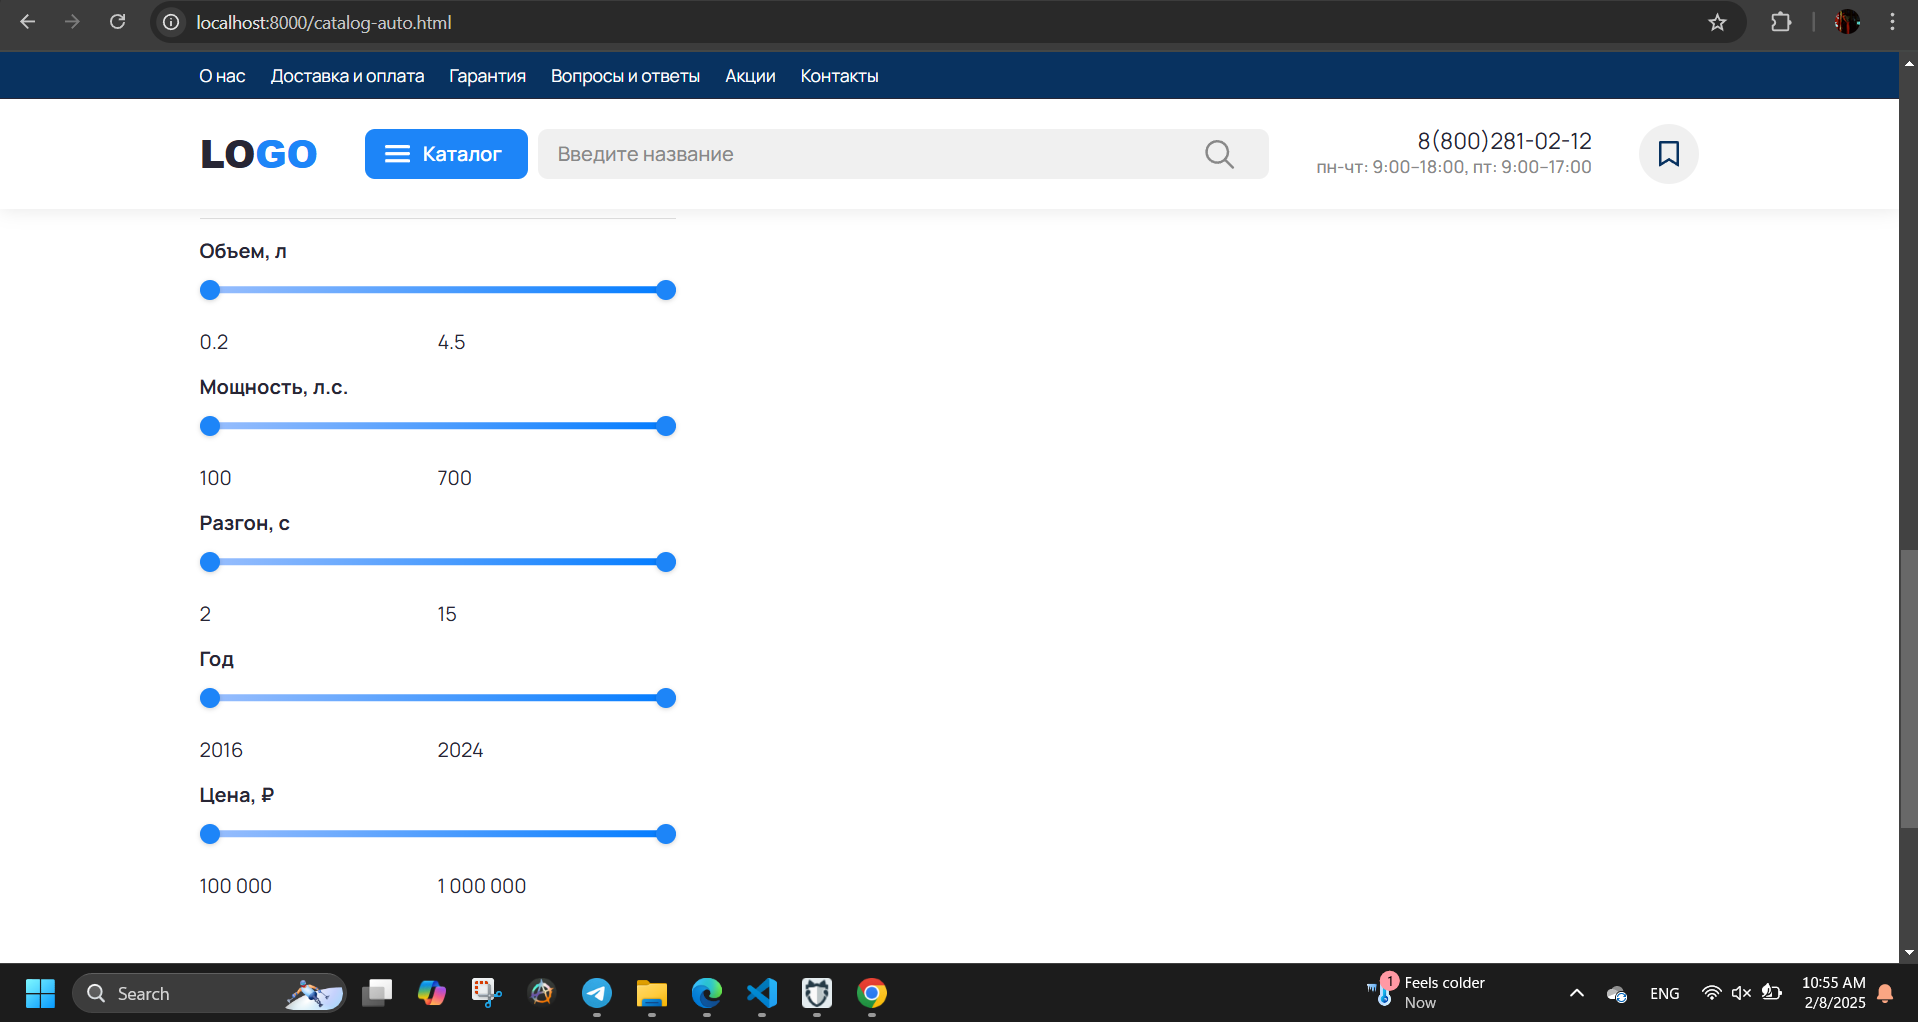 localhost:8000/catalog-auto.html
О нас Доставка и оплата Гарантия Вопросы и ответы Акции Контакты
LOGO Каталог Введите название 8(800)281-02-12
пн-чт: 9:00–18:00, пт: 9:00–17:00
Объем, л
0.2 4.5
Мощность, л.с.
100 700
Разгон, с
2 15
Год
2016 2024
Цена, ₽
100 000 1 000 000
Search
1 Feels colder
Now
ENG
10:55 AM
2/8/2025